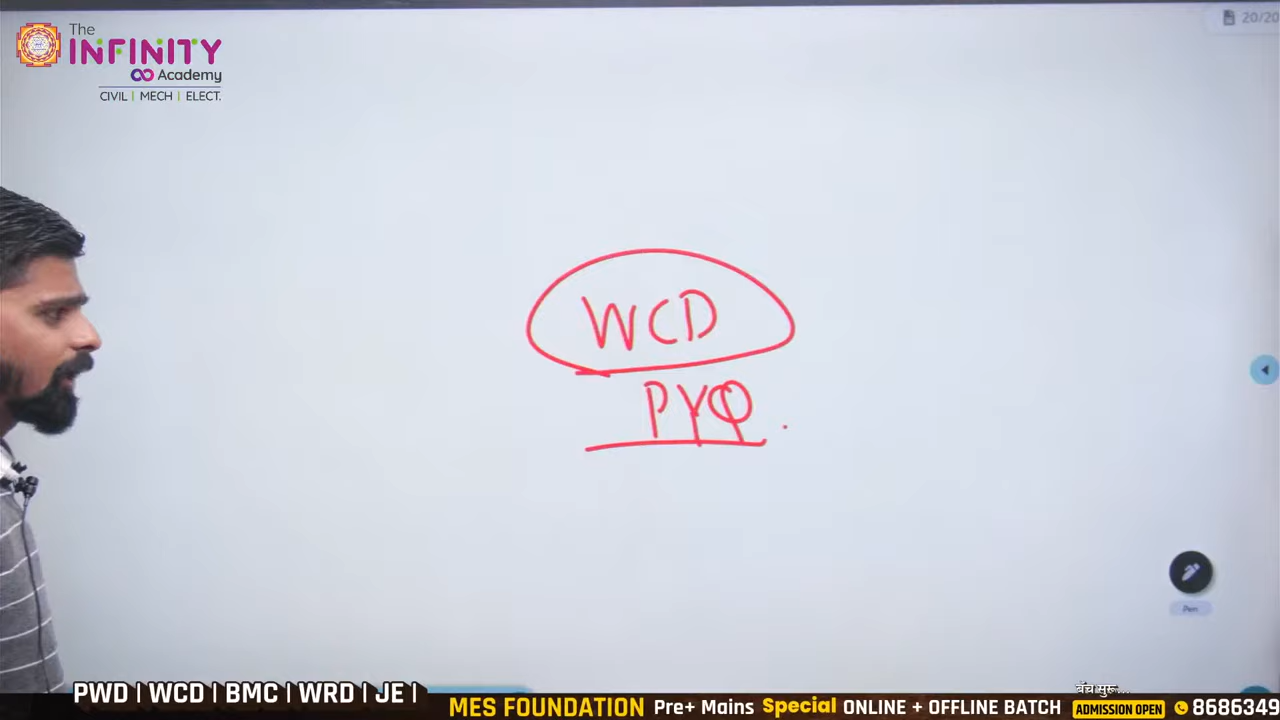 The
INFINITY
Academy
CIVIL | MECH | ELECT.
20/20
WCD
PYQ .
Pen
PWD | WCD | BMC | WRD | JE |
बॅच सुरू...
MES FOUNDATION Pre+ Mains Special ONLINE + OFFLINE BATCH ADMISSION OPEN 8686349